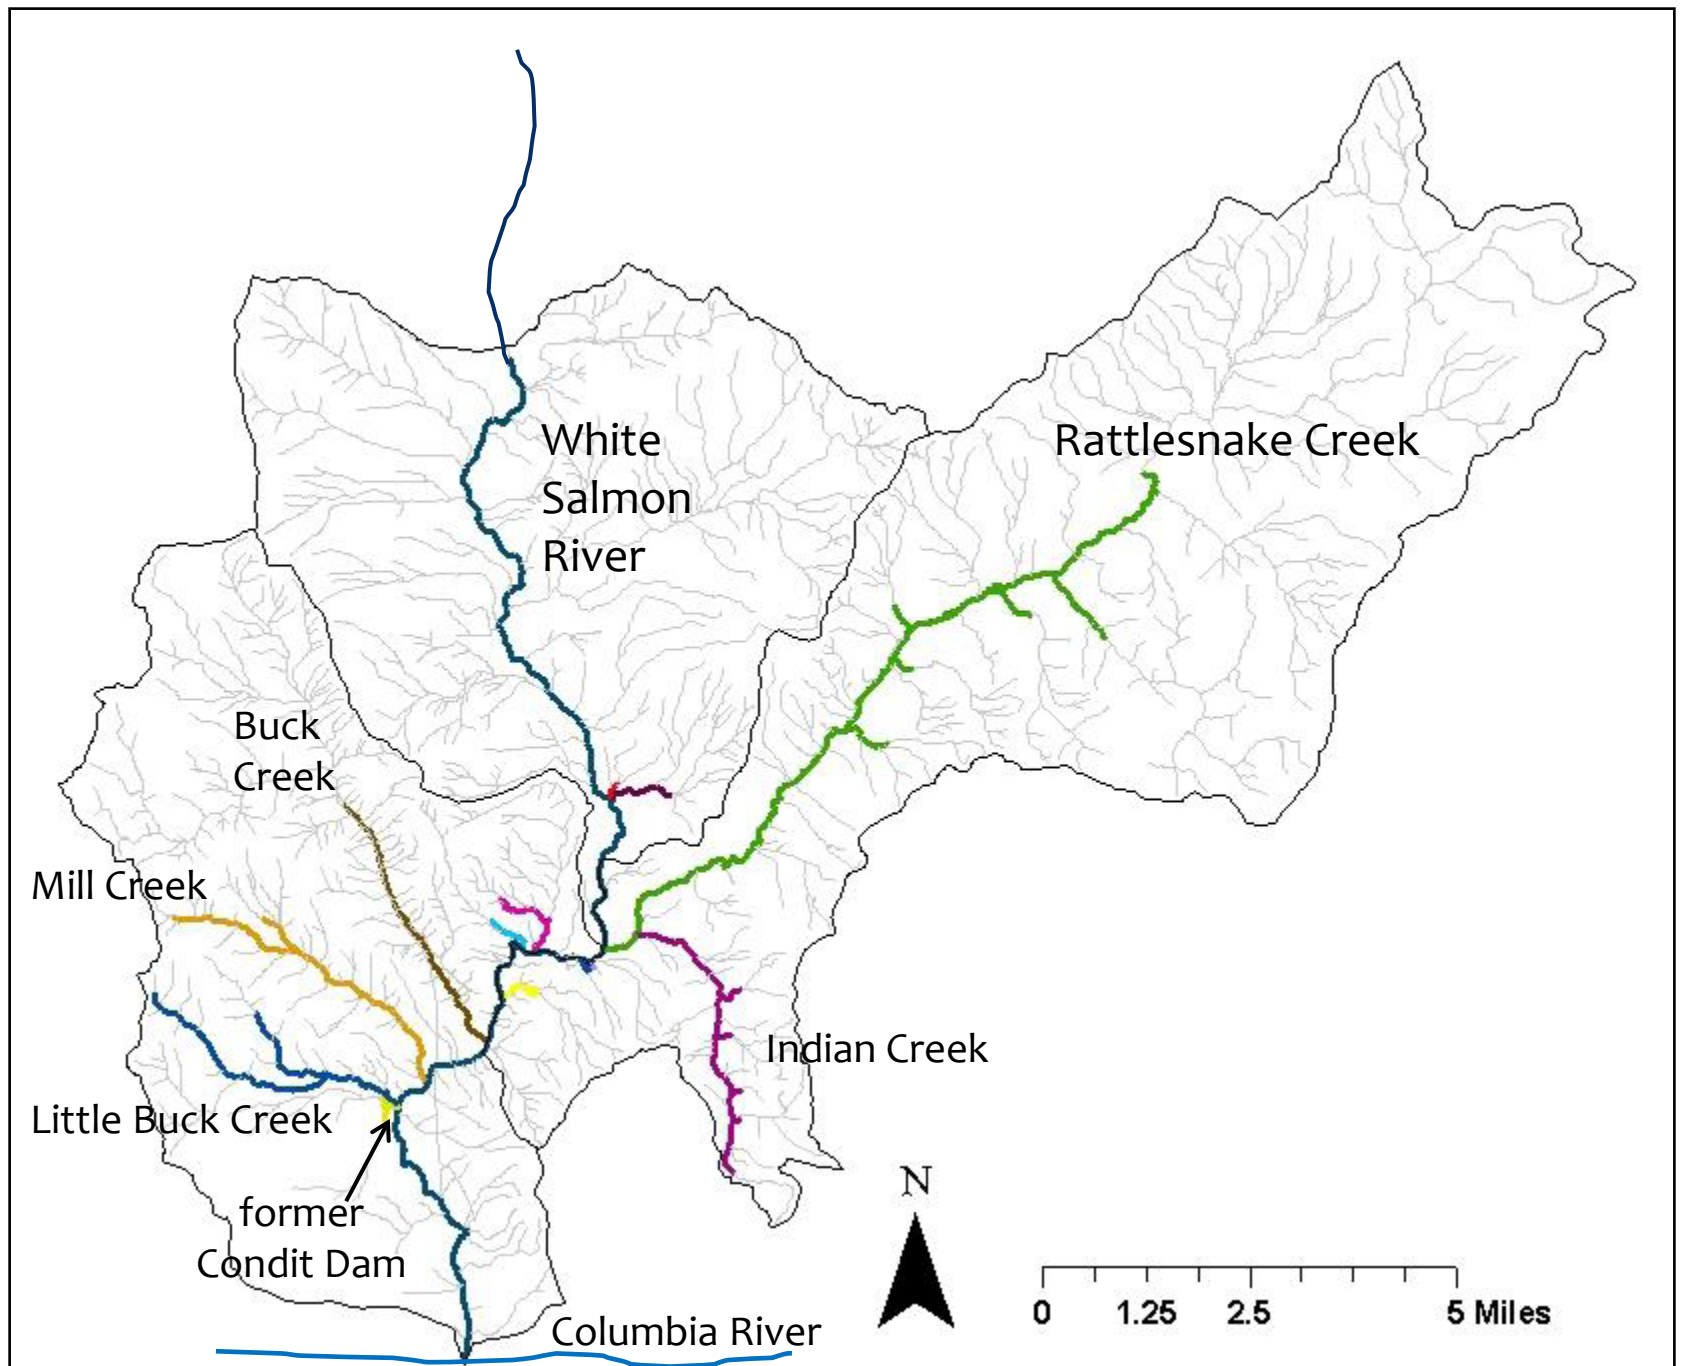 White
Salmon
River
Rattlesnake Creek
Buck
Creek
Mill Creek
Indian Creek
Little Buck Creek
former
Condit Dam
N
0 1.25 2.5 5 Miles
Columbia River